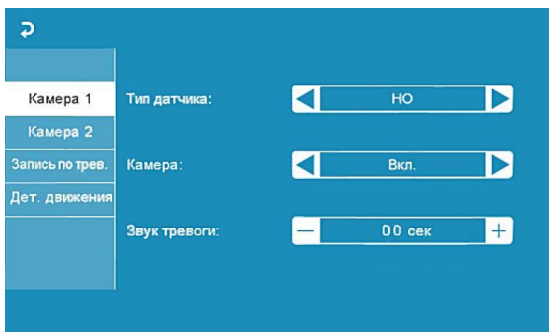 Камера 1
Тип датчика:
НО
Камера 2
Запись по трев.
Камера:
Вкл.
Дет. движения
Звук тревоги:
00 сек